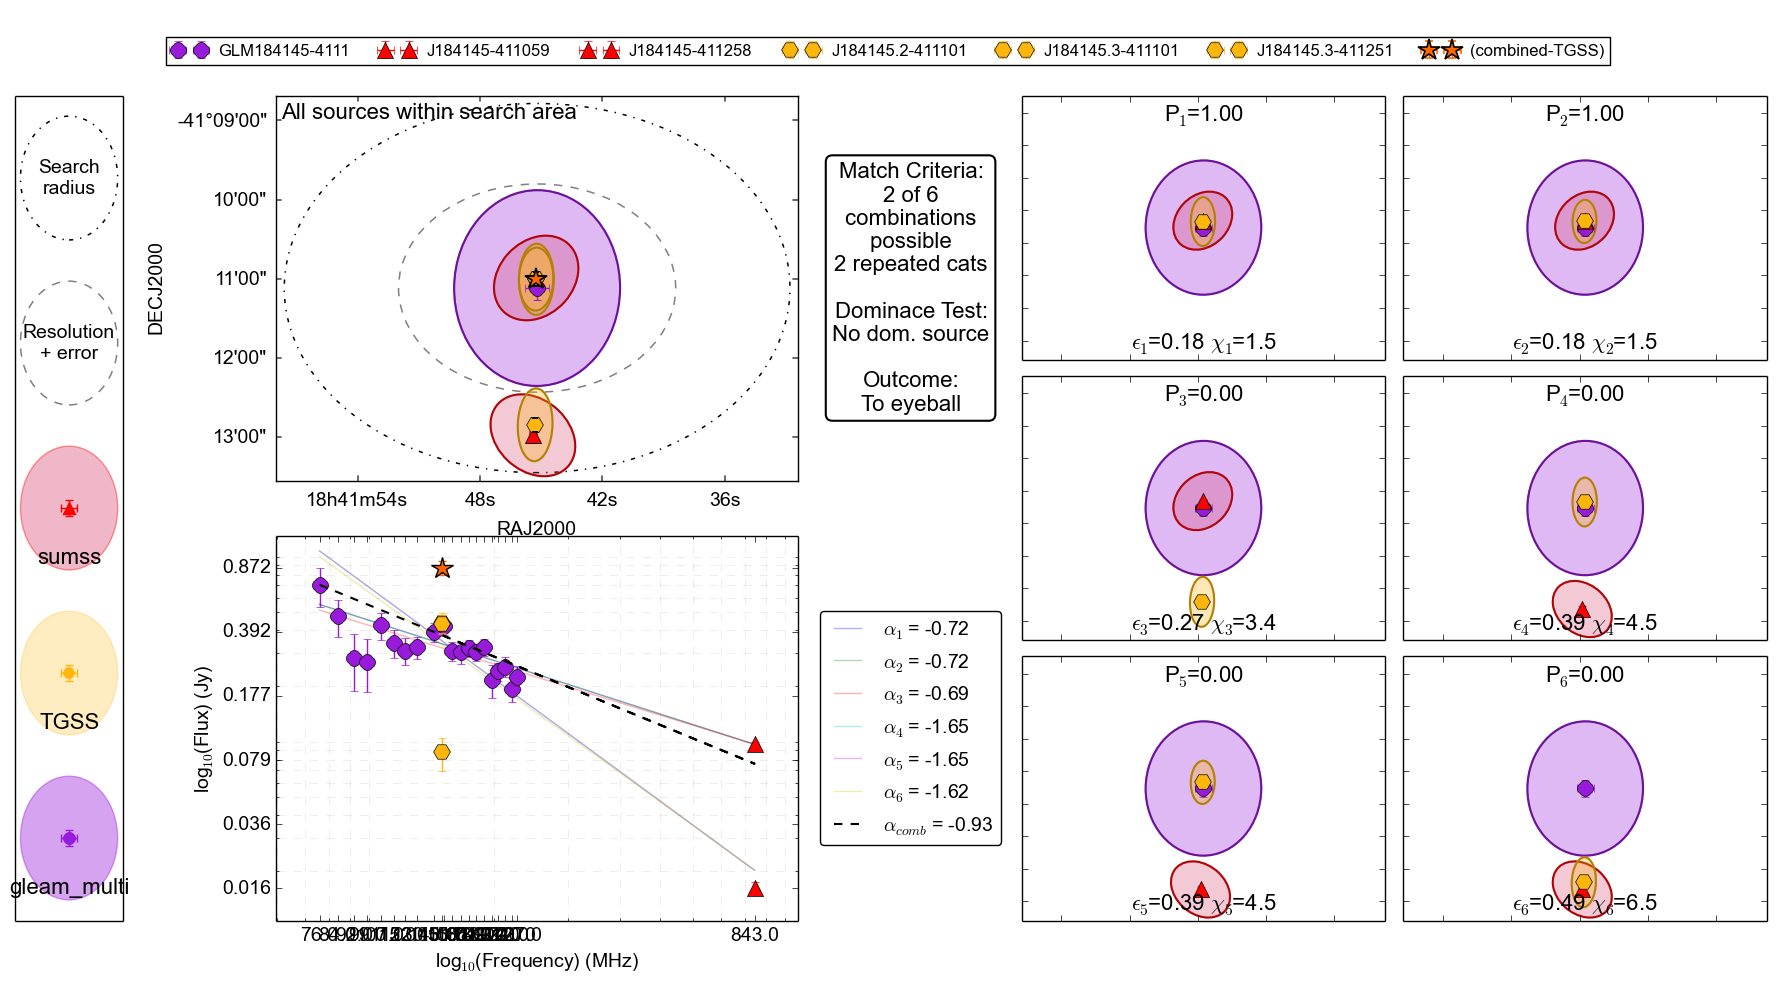 GLM184145-4111 J184145-411059 J184145-411258 J184145.2-411101 J184145.3-411101 J184145.3-411251 (combined-TGSS)
Search
radius
Resolution
+ error
sumss
TGSS
gleam_multi
All sources within search area
DECJ2000
-41°09'00"
10'00"
11'00"
12'00"
13'00"
18h41m54s 48s 42s 36s
RAJ2000
Match Criteria:
2 of 6
combinations
possible
2 repeated cats
Dominace Test:
No dom. source
Outcome:
To eyeball
log10(Flux) (Jy)
0.872
0.392
0.177
0.079
0.036
0.016
843.0
log10(Frequency) (MHz)
α1 = -0.72
α2 = -0.72
α3 = -0.69
α4 = -1.65
α5 = -1.65
α6 = -1.62
αcomb = -0.93
P1=1.00
ϵ1=0.18 χ1=1.5
P2=1.00
ϵ2=0.18 χ2=1.5
P3=0.00
ϵ3=0.27 χ3=3.4
P4=0.00
ϵ4=0.39 χ4=4.5
P5=0.00
ϵ5=0.39 χ5=4.5
P6=0.00
ϵ6=0.49 χ6=6.5